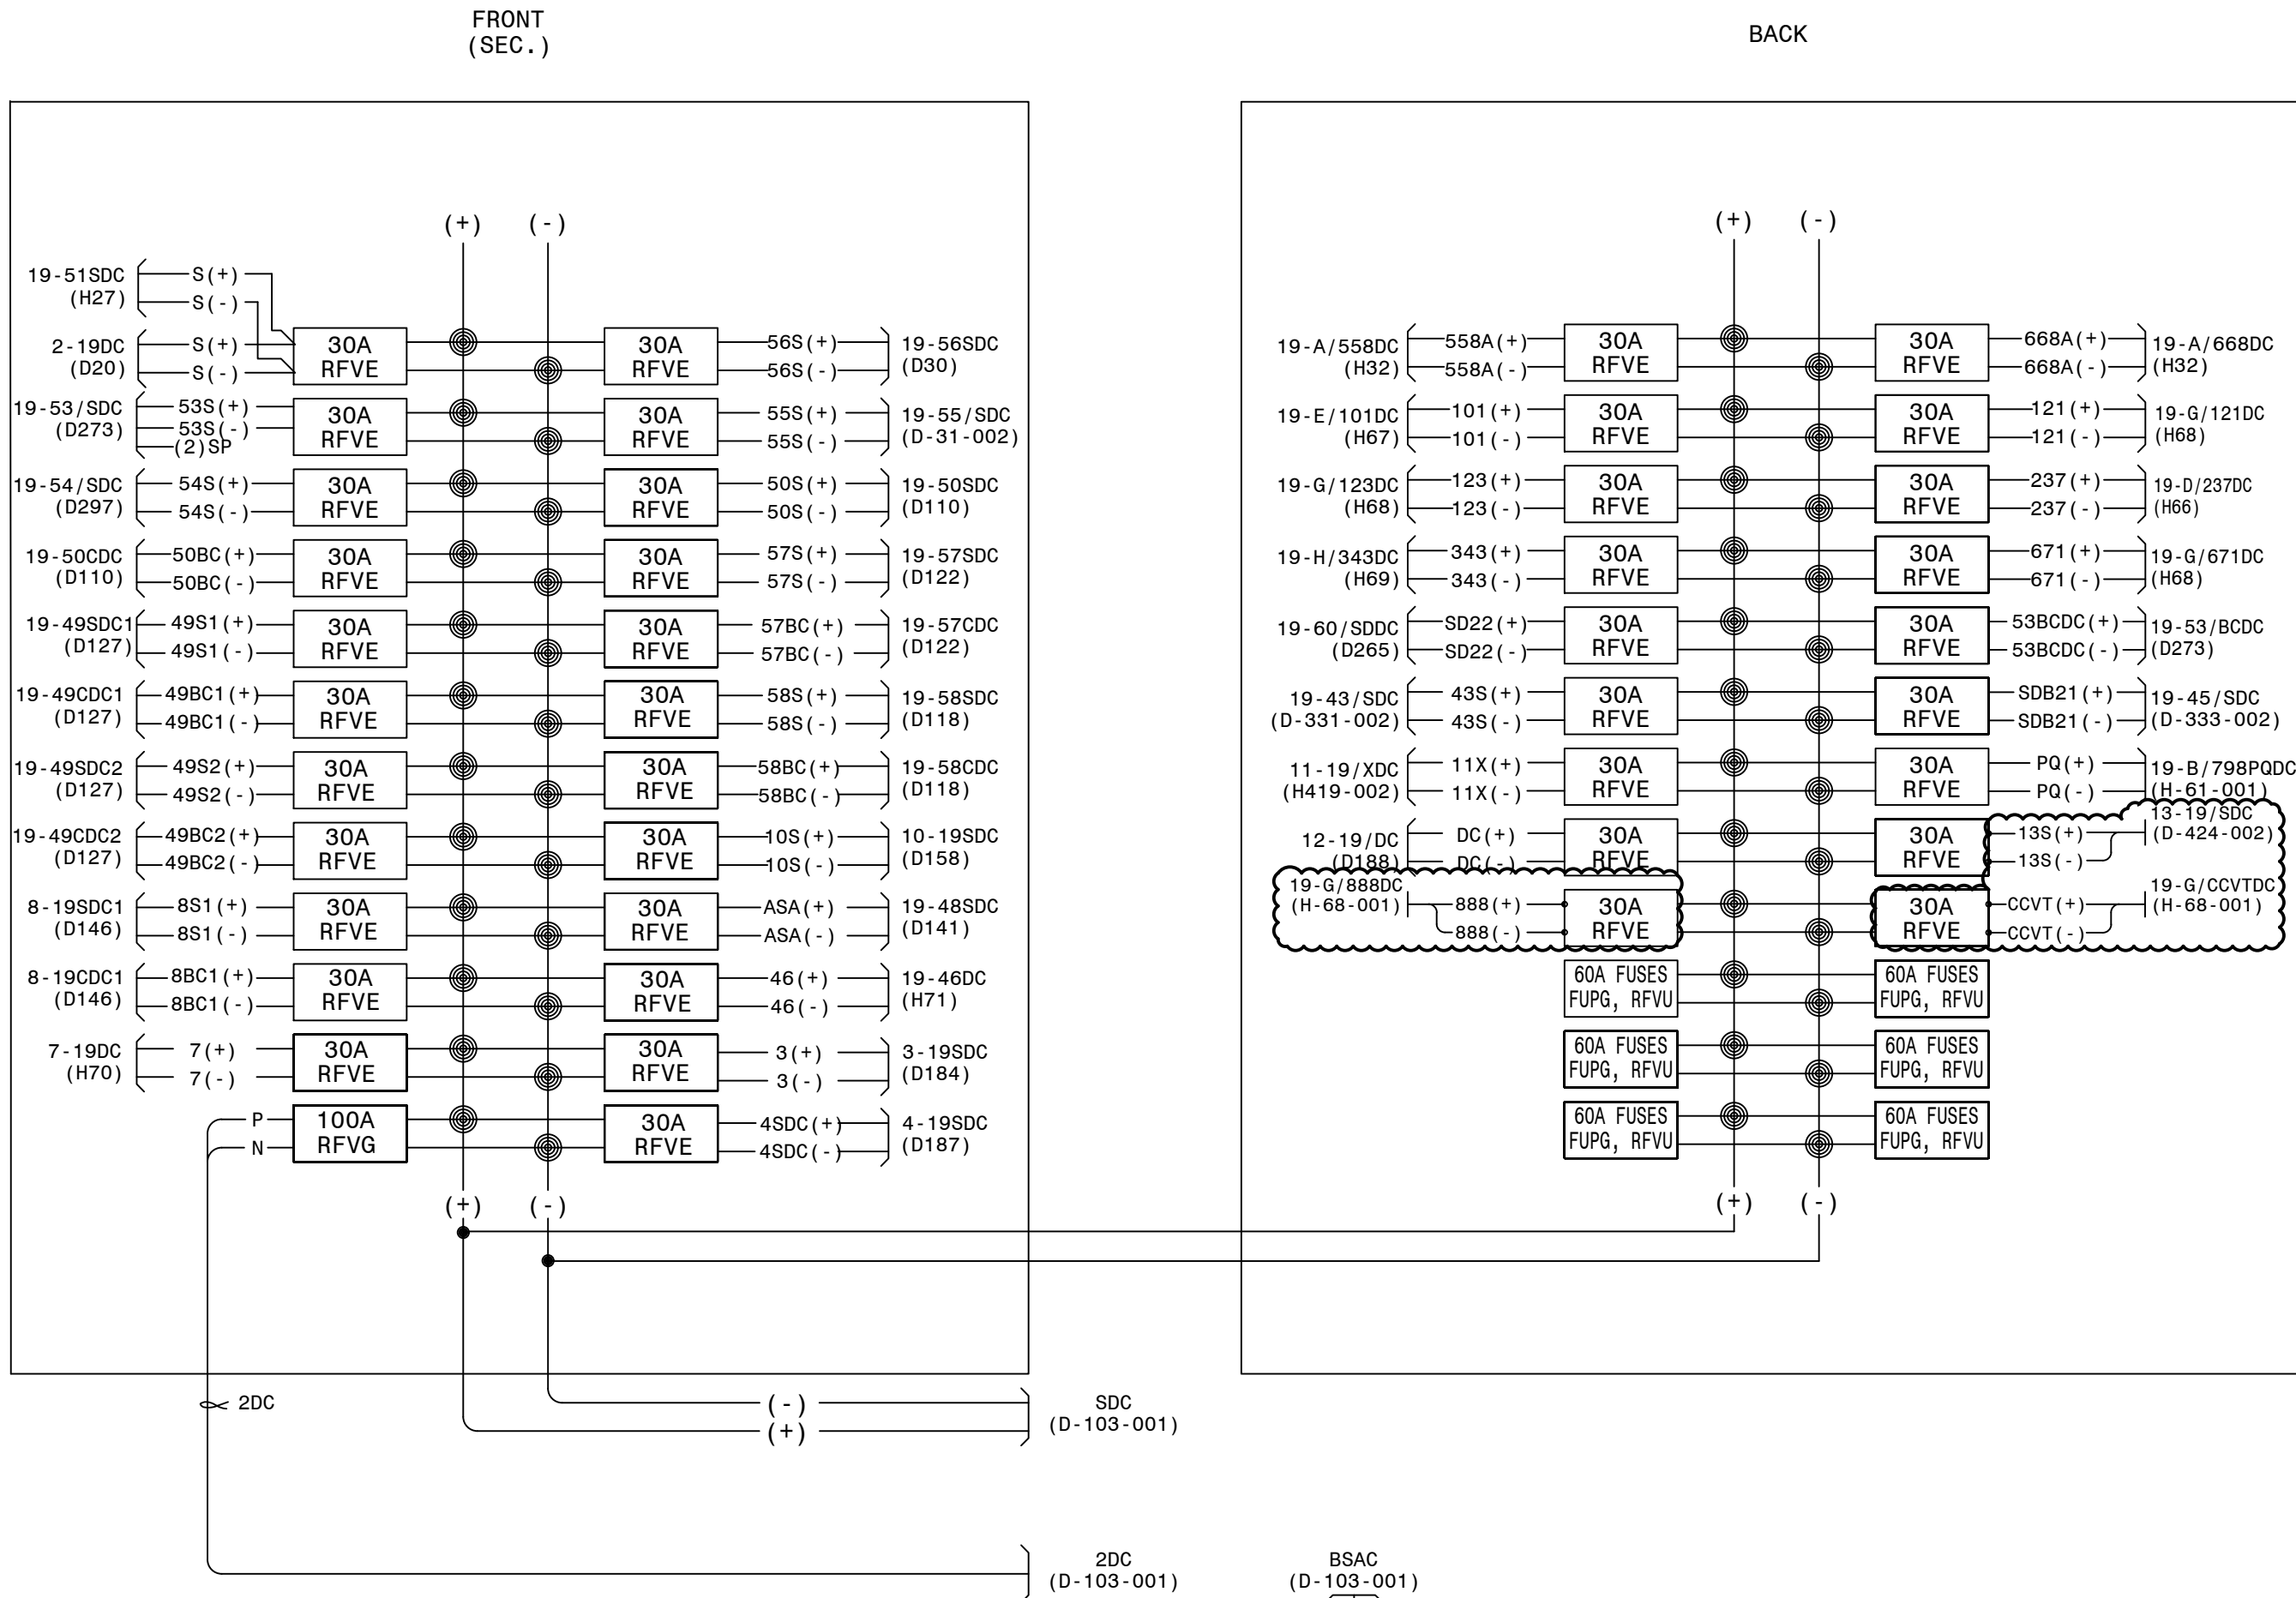 FRONT
(SEC.)
BACK
(+) (-)
19-51SDC
(H27)
S(+)
S(-)
2-19DC
(D20)
S(+)
S(-)
30A
RFVE
30A
RFVE
56S(+)
56S(-)
19-56SDC
(D30)
19-53/SDC
(D273)
53S(+)
53S(-)
(2)SP
30A
RFVE
30A
RFVE
55S(+)
55S(-)
19-55/SDC
(D-31-002)
19-54/SDC
(D297)
54S(+)
54S(-)
30A
RFVE
30A
RFVE
50S(+)
50S(-)
19-50SDC
(D110)
19-50CDC
(D110)
50BC(+)
50BC(-)
30A
RFVE
30A
RFVE
57S(+)
57S(-)
19-57SDC
(D122)
19-49SDC1
(D127)
49S1(+)
49S1(-)
30A
RFVE
30A
RFVE
57BC(+)
57BC(-)
19-57CDC
(D122)
19-49CDC1
(D127)
49BC1(+)
49BC1(-)
30A
RFVE
30A
RFVE
58S(+)
58S(-)
19-58SDC
(D118)
19-49SDC2
(D127)
49S2(+)
49S2(-)
30A
RFVE
30A
RFVE
58BC(+)
58BC(-)
19-58CDC
(D118)
19-49CDC2
(D127)
49BC2(+)
49BC2(-)
30A
RFVE
30A
RFVE
10S(+)
10S(-)
10-19SDC
(D158)
8-19SDC1
(D146)
8S1(+)
8S1(-)
30A
RFVE
30A
RFVE
ASA(+)
ASA(-)
19-48SDC
(D141)
8-19CDC1
(D146)
8BC1(+)
8BC1(-)
30A
RFVE
30A
RFVE
46(+)
46(-)
19-46DC
(H71)
7-19DC
(H70)
7(+)
7(-)
30A
RFVE
30A
RFVE
3(+)
3(-)
3-19SDC
(D184)
P
N
100A
RFVG
30A
RFVE
4SDC(+)
4SDC(-)
4-19SDC
(D187)
(+) (-)
(+) (-)
19-A/558DC
(H32)
558A(+)
558A(-)
30A
RFVE
30A
RFVE
668A(+)
668A(-)
19-A/668DC
(H32)
19-E/101DC
(H67)
101(+)
101(-)
30A
RFVE
30A
RFVE
121(+)
121(-)
19-G/121DC
(H68)
19-G/123DC
(H68)
123(+)
123(-)
30A
RFVE
30A
RFVE
237(+)
237(-)
19-D/237DC
(H66)
19-H/343DC
(H69)
343(+)
343(-)
30A
RFVE
30A
RFVE
671(+)
671(-)
19-G/671DC
(H68)
19-60/SDDC
(D265)
SD22(+)
SD22(-)
30A
RFVE
30A
RFVE
53BCDC(+)
53BCDC(-)
19-53/BCDC
(D273)
19-43/SDC
(D-331-002)
43S(+)
43S(-)
30A
RFVE
30A
RFVE
SDB21(+)
SDB21(-)
19-45/SDC
(D-333-002)
11-19/XDC
(H419-002)
11X(+)
11X(-)
30A
RFVE
30A
RFVE
PQ(+)
PQ(-)
19-B/798PQDC
(H-61-001)
12-19/DC
(D188)
DC(+)
DC(-)
30A
RFVE
30A
RFVE
13S(+)
13S(-)
13-19/SDC
(D-424-002)
19-G/888DC
(H-68-001)
888(+)
888(-)
30A
RFVE
30A
RFVE
CCVT(+)
CCVT(-)
19-G/CCVTDC
(H-68-001)
60A FUSES
FUPG, RFVU
60A FUSES
FUPG, RFVU
60A FUSES
FUPG, RFVU
60A FUSES
FUPG, RFVU
60A FUSES
FUPG, RFVU
60A FUSES
FUPG, RFVU
(+) (-)
2DC
(-)
(+)
SDC
(D-103-001)
2DC
(D-103-001)
BSAC
(D-103-001)